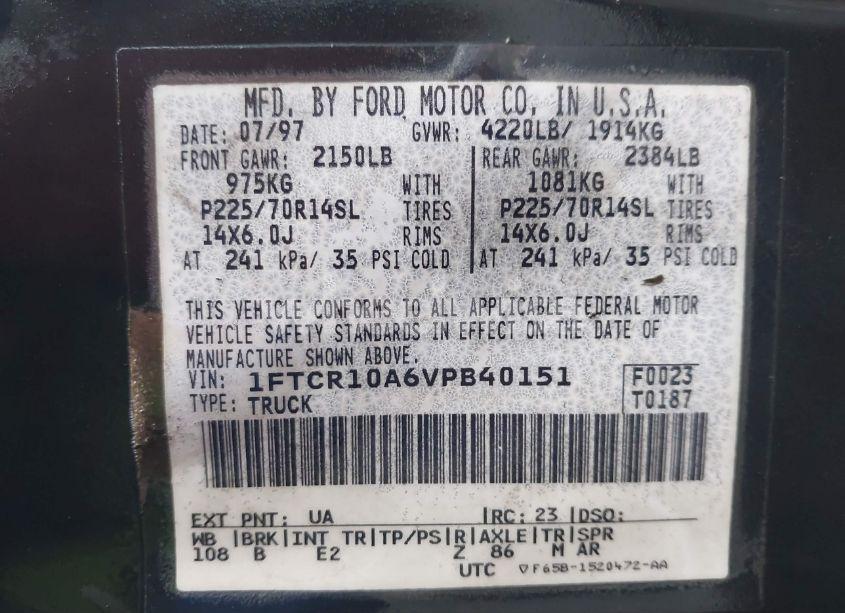 MFD. BY FORD MOTOR CO. IN U.S.A.
DATE: 07/97 GVWR: 4220LB/ 1914KG
FRONT GAWR: 2150LB REAR GAWR: 2384LB
975KG WITH 1081KG WITH
P225/70R14SL TIRES P225/70R14SL TIRES
14X6.0J RIMS 14X6.0J RIMS
AT 241 kPa/ 35 PSI COLD AT 241 kPa/ 35 PSI COLD
THIS VEHICLE CONFORMS TO ALL APPLICABLE FEDERAL MOTOR
VEHICLE SAFETY STANDARDS IN EFFECT ON THE DATE OF
MANUFACTURE SHOWN ABOVE.
VIN: 1FTCR10A6VPB40151 F0023
TYPE: TRUCK T0187
EXT PNT: UA RC: 23 DSO:
WB BRK INT TR TP/PS R AXLE TR SPR
108 B E2 Z 86 M AR
UTC ▽F65B-1520472-AA